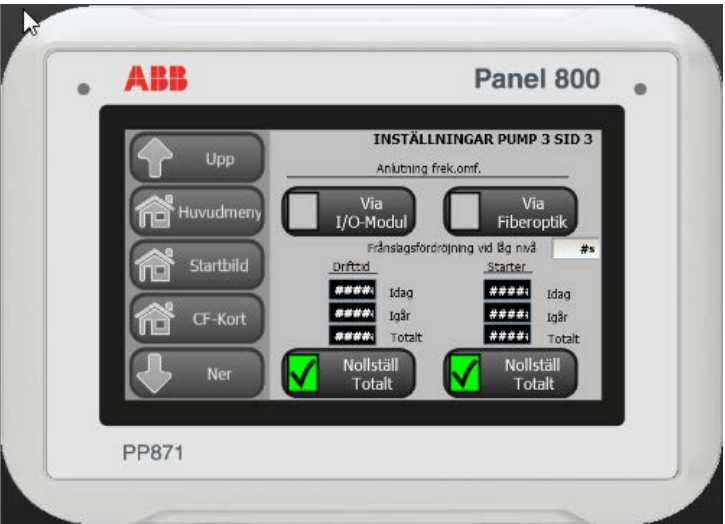 ABB
Panel 800
INSTÄLLNINGAR PUMP 3 SID 3
Upp
Anlutning frek.omf.
Huvudmeny
Via
I/O-Modul
Via
Fiberoptik
Frånslagsfördröjning vid låg nivå
#s
Startbild
Drifttid
Starter
####
Idag
####
Idag
CF-Kort
####
Igår
####
Igår
####
Totalt
####
Totalt
Ner
Nollställ
Totalt
Nollställ
Totalt
PP871